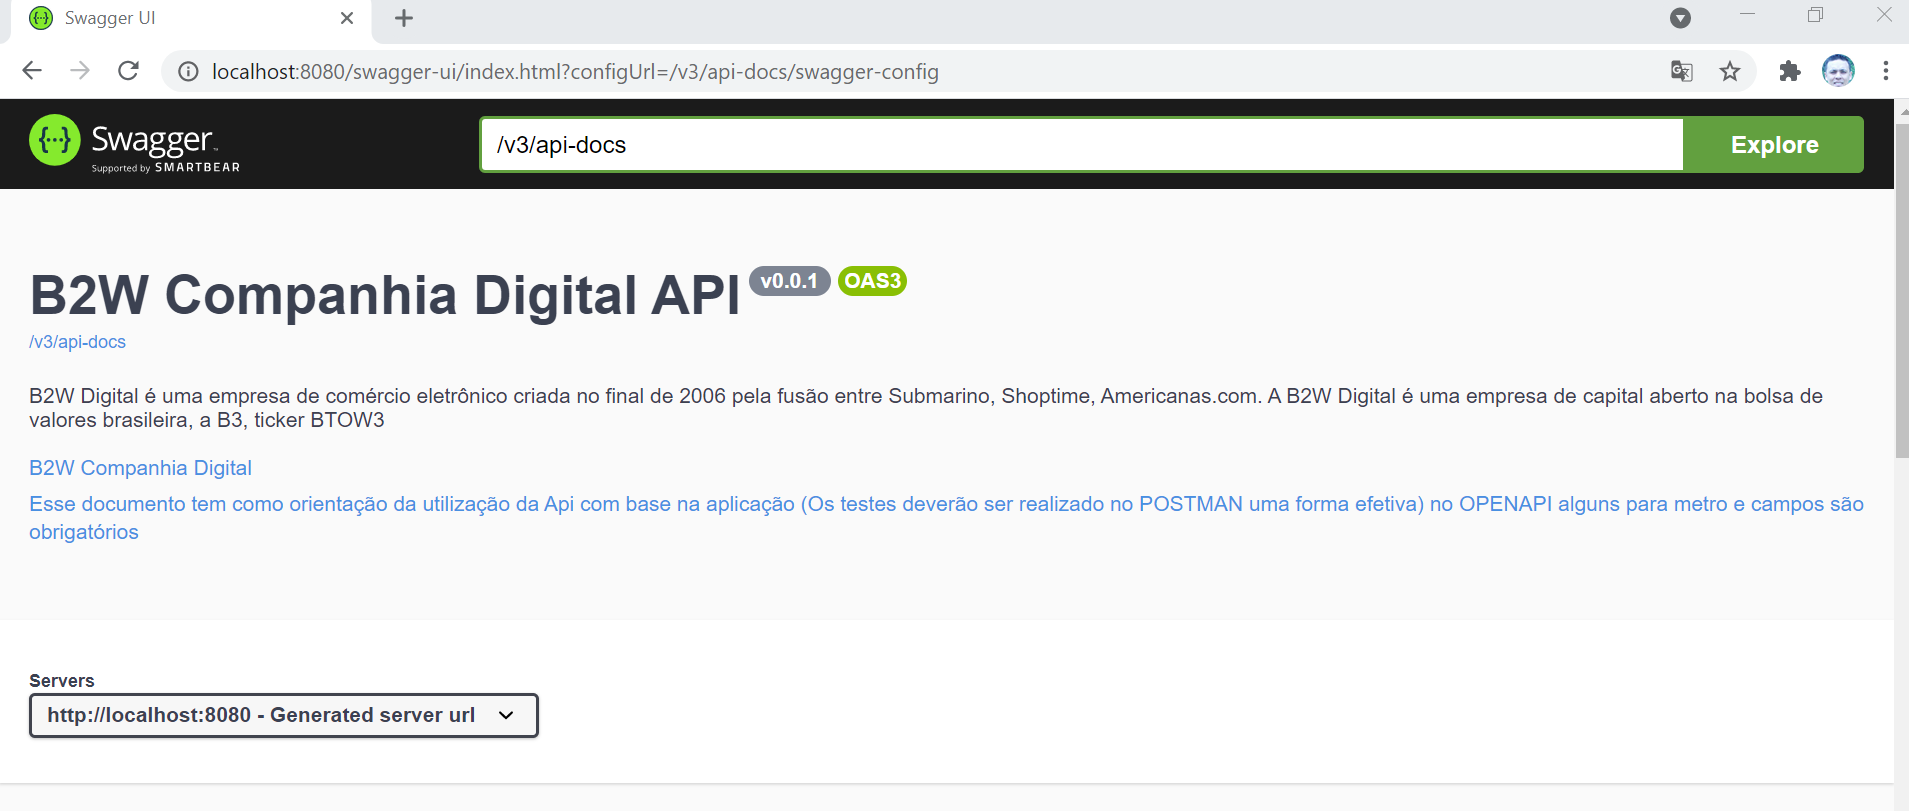 Swagger UI
localhost:8080/swagger-ui/index.html?configUrl=/v3/api-docs/swagger-config
Swagger
Supported by SMARTBEAR
/v3/api-docs
Explore
B2W Companhia Digital API v0.0.1 OAS3
/v3/api-docs
B2W Digital é uma empresa de comércio eletrônico criada no final de 2006 pela fusão entre Submarino, Shoptime, Americanas.com. A B2W Digital é uma empresa de capital aberto na bolsa de
valores brasileira, a B3, ticker BTOW3
B2W Companhia Digital
Esse documento tem como orientação da utilização da Api com base na aplicação (Os testes deverão ser realizado no POSTMAN uma forma efetiva) no OPENAPI alguns para metro e campos são
obrigatórios
Servers
http://localhost:8080 - Generated server url